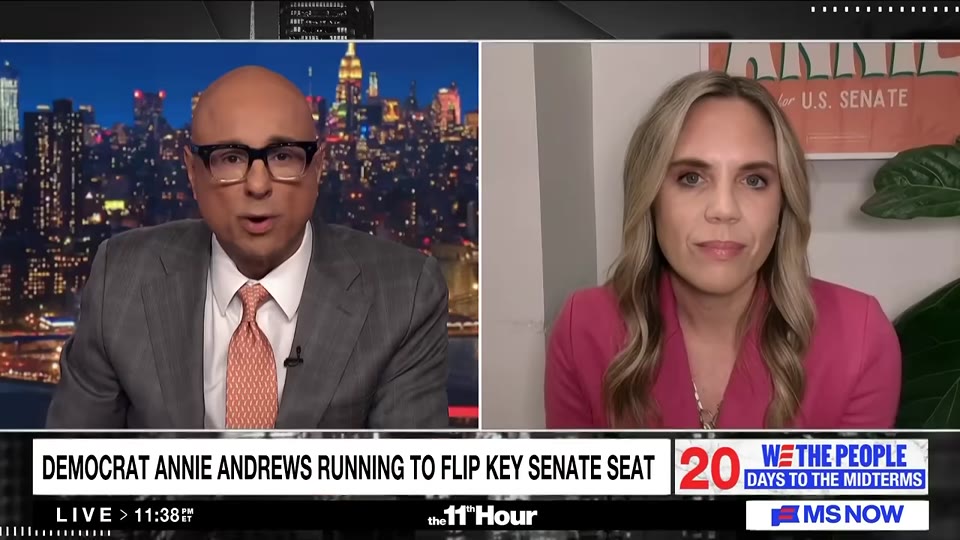 ANNIE
for U.S. SENATE
DEMOCRAT ANNIE ANDREWS RUNNING TO FLIP KEY SENATE SEAT
20
WE THE PEOPLE
DAYS TO THE MIDTERMS
LIVE > 11:38 PM ET
the 11th Hour
MS NOW